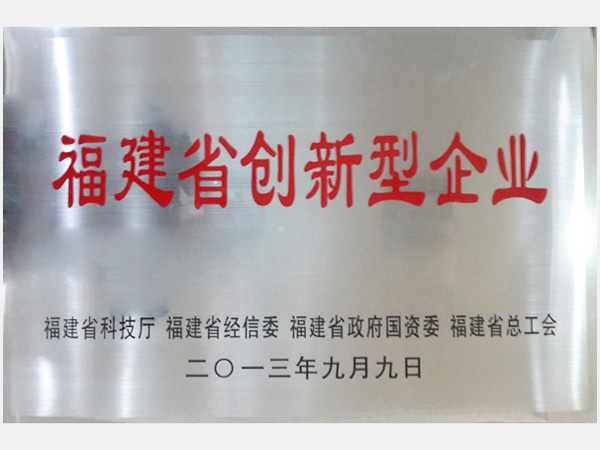 福建省创新型企业
福建省科技厅 福建省经信委 福建省政府国资委 福建省总工会
二〇一三年九月九日